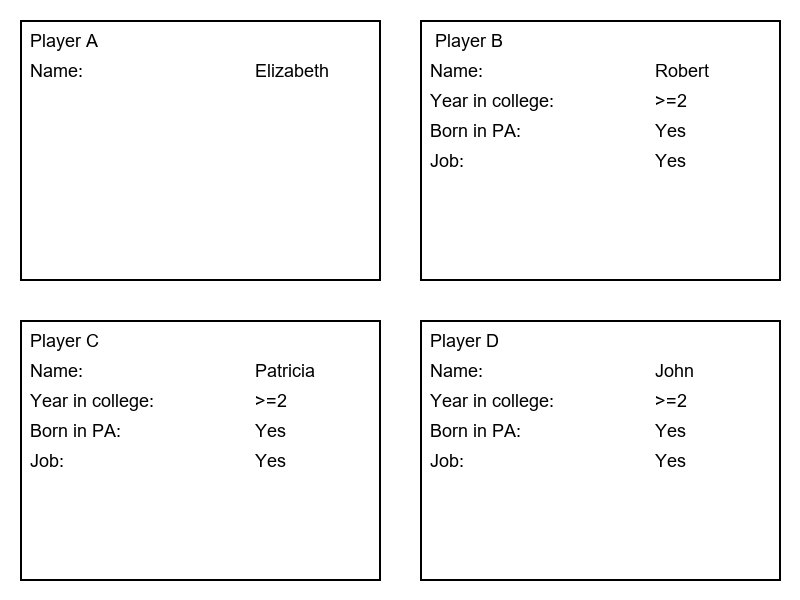 Player A
Name: Elizabeth
Player B
Name: Robert
Year in college: >=2
Born in PA: Yes
Job: Yes
Player C
Name: Patricia
Year in college: >=2
Born in PA: Yes
Job: Yes
Player D
Name: John
Year in college: >=2
Born in PA: Yes
Job: Yes